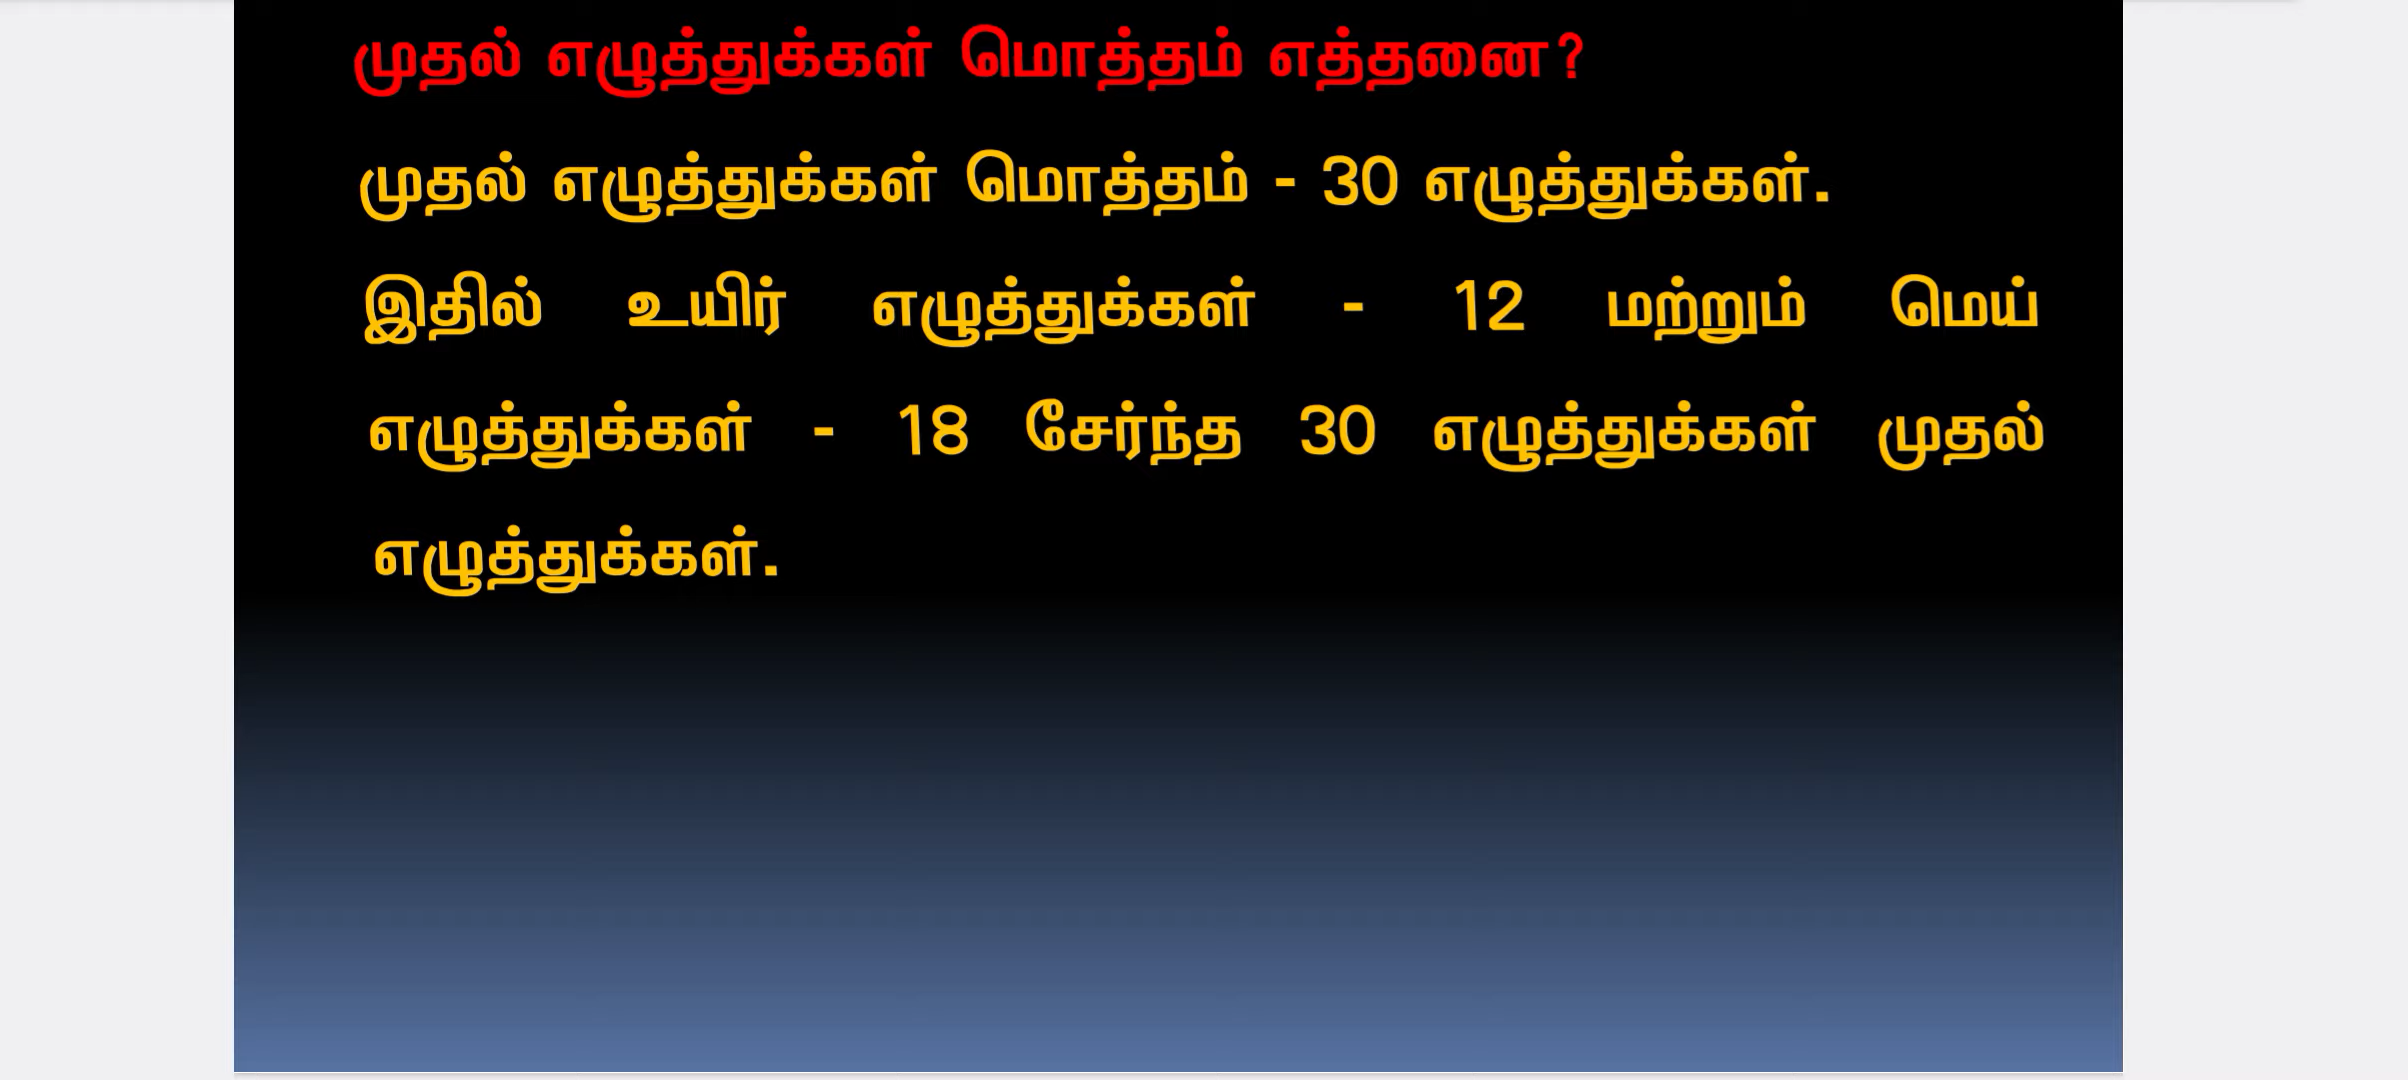 முதல் எழுத்துக்கள் மொத்தம் எத்தனை?
முதல் எழுத்துக்கள் மொத்தம் - 30 எழுத்துக்கள்.
இதில் உயிர் எழுத்துக்கள் - 12 மற்றும் மெய்
எழுத்துக்கள் - 18 சேர்ந்த 30 எழுத்துக்கள் முதல்
எழுத்துக்கள்.